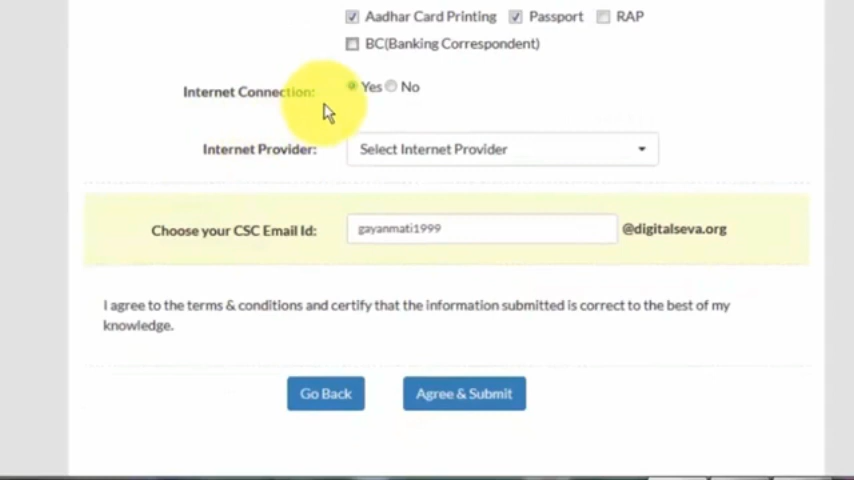 Aadhar Card Printing Passport RAP
BC(Banking Correspondent)
Internet Connection: Yes No
Internet Provider: Select Internet Provider
Choose your CSC Email Id: gayanmati1999 @digitalseva.org
I agree to the terms & conditions and certify that the information submitted is correct to the best of my
knowledge.
Go Back Agree & Submit